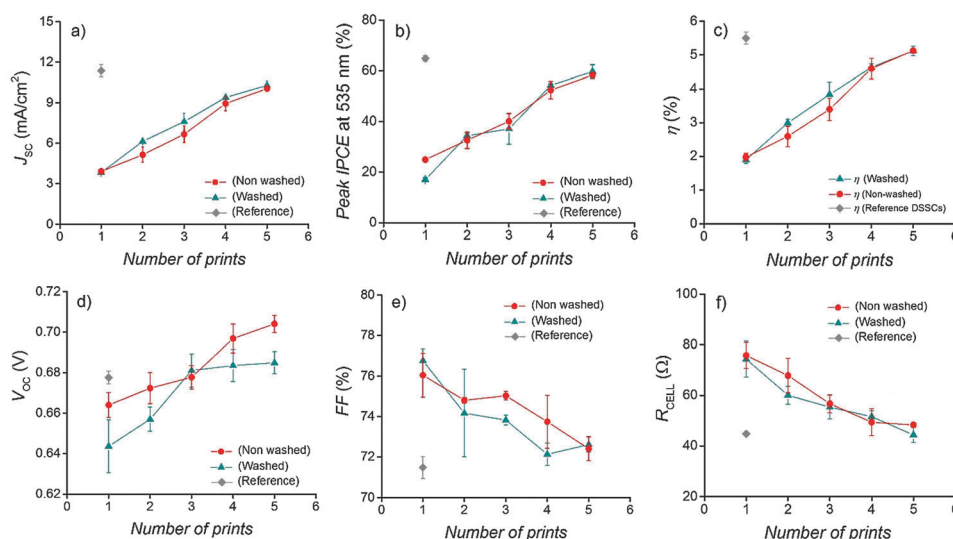 a)
15
12
9
6
3
0
J_SC (mA/cm²)
(Non washed)
(Washed)
(Reference)
0 1 2 3 4 5 6
Number of prints
b)
80
60
40
20
0
Peak IPCE at 535 nm (%)
(Non washed)
(Washed)
(Reference)
0 1 2 3 4 5 6
Number of prints
c)
6
5
4
3
2
1
0
η (%)
η (Washed)
η (Non-washed)
η (Reference DSSCs)
0 1 2 3 4 5 6
Number of prints
d)
0.72
0.70
0.68
0.66
0.64
0.62
V_OC (V)
(Non washed)
(Washed)
(Reference)
0 1 2 3 4 5 6
Number of prints
e)
80
78
76
74
72
70
FF (%)
(Non washed)
(Washed)
(Reference)
0 1 2 3 4 5 6
Number of prints
f)
100
80
60
40
20
R_CELL (Ω)
(Non washed)
(Washed)
(Reference)
0 1 2 3 4 5 6
Number of prints